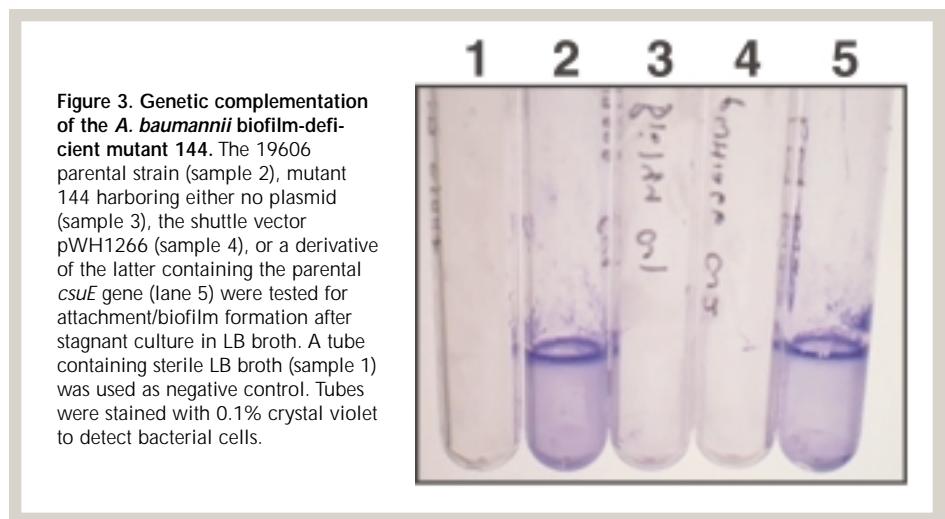 1 2 3 4 5
Figure 3. Genetic complementation
of the A. baumannii biofilm-defi-
cient mutant 144. The 19606
parental strain (sample 2), mutant
144 harboring either no plasmid
(sample 3), the shuttle vector
pWH1266 (sample 4), or a derivative
of the latter containing the parental
csuE gene (lane 5) were tested for
attachment/biofilm formation after
stagnant culture in LB broth. A tube
containing sterile LB broth (sample 1)
was used as negative control. Tubes
were stained with 0.1% crystal violet
to detect bacterial cells.